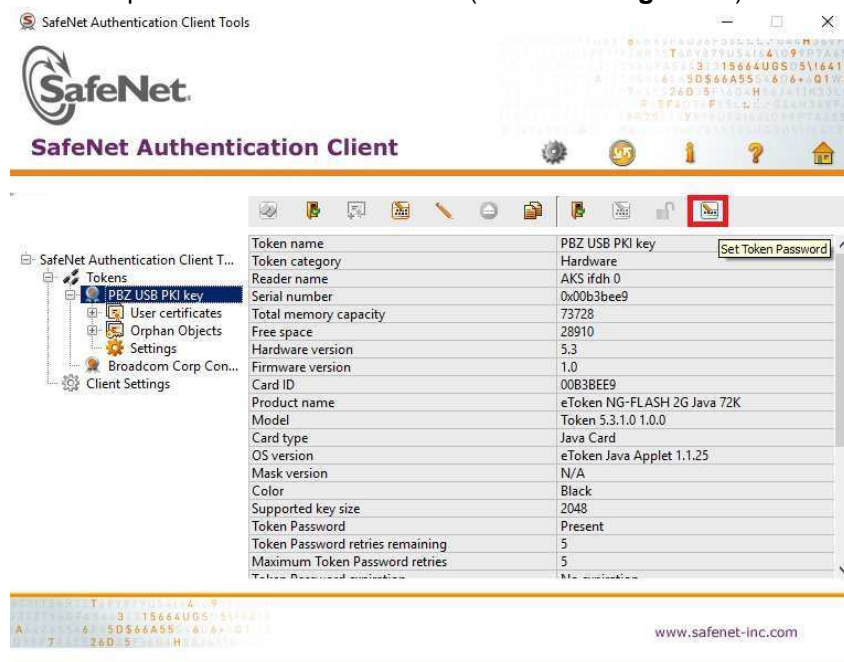 SafeNet Authentication Client Tools
SafeNet.
SafeNet Authentication Client
Set Token Password
SafeNet Authentication Client T...
Tokens
PBZ USB PKI key
User certificates
Orphan Objects
Settings
Broadcom Corp Con...
Client Settings
Token name PBZ USB PKI key
Token category Hardware
Reader name AKS ifdh 0
Serial number 0x00b3bee9
Total memory capacity 73728
Free space 28910
Hardware version 5.3
Firmware version 1.0
Card ID 00B3BEE9
Product name eToken NG-FLASH 2G Java 72K
Model Token 5.3.1.0 1.0.0
Card type Java Card
OS version eToken Java Applet 1.1.25
Mask version N/A
Color Black
Supported key size 2048
Token Password Present
Token Password retries remaining 5
Maximum Token Password retries 5
Token Password expiration No expiration
www.safenet-inc.com